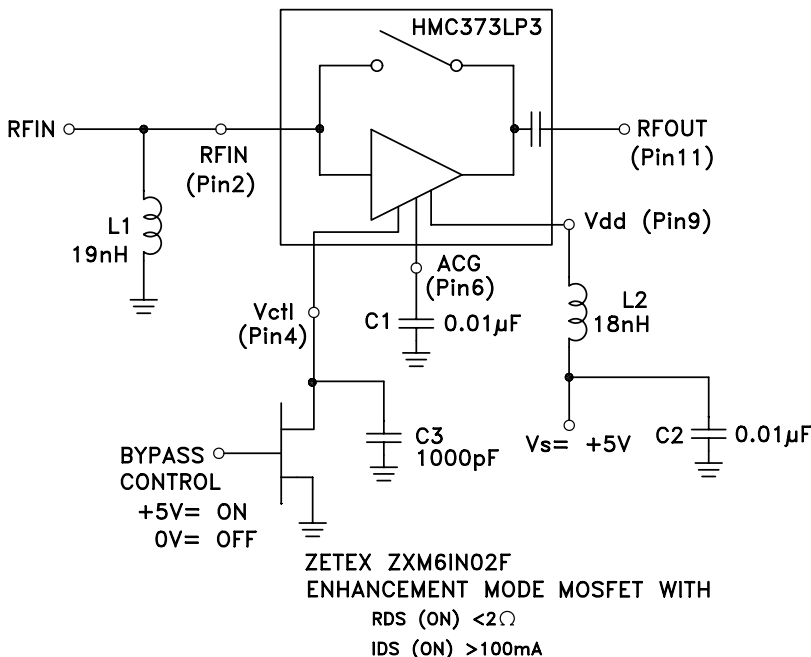 HMC373LP3
RFIN
RFIN
(Pin2)
RFOUT
(Pin11)
L1
19nH
Vdd (Pin9)
ACG
(Pin6)
Vctl
(Pin4)
C1
0.01µF
L2
18nH
C3
1000pF
Vs= +5V
C2
0.01µF
BYPASS
CONTROL
+5V= ON
0V= OFF
ZETEX ZXM6IN02F
ENHANCEMENT MODE MOSFET WITH
RDS (ON) <2Ω
IDS (ON) >100mA